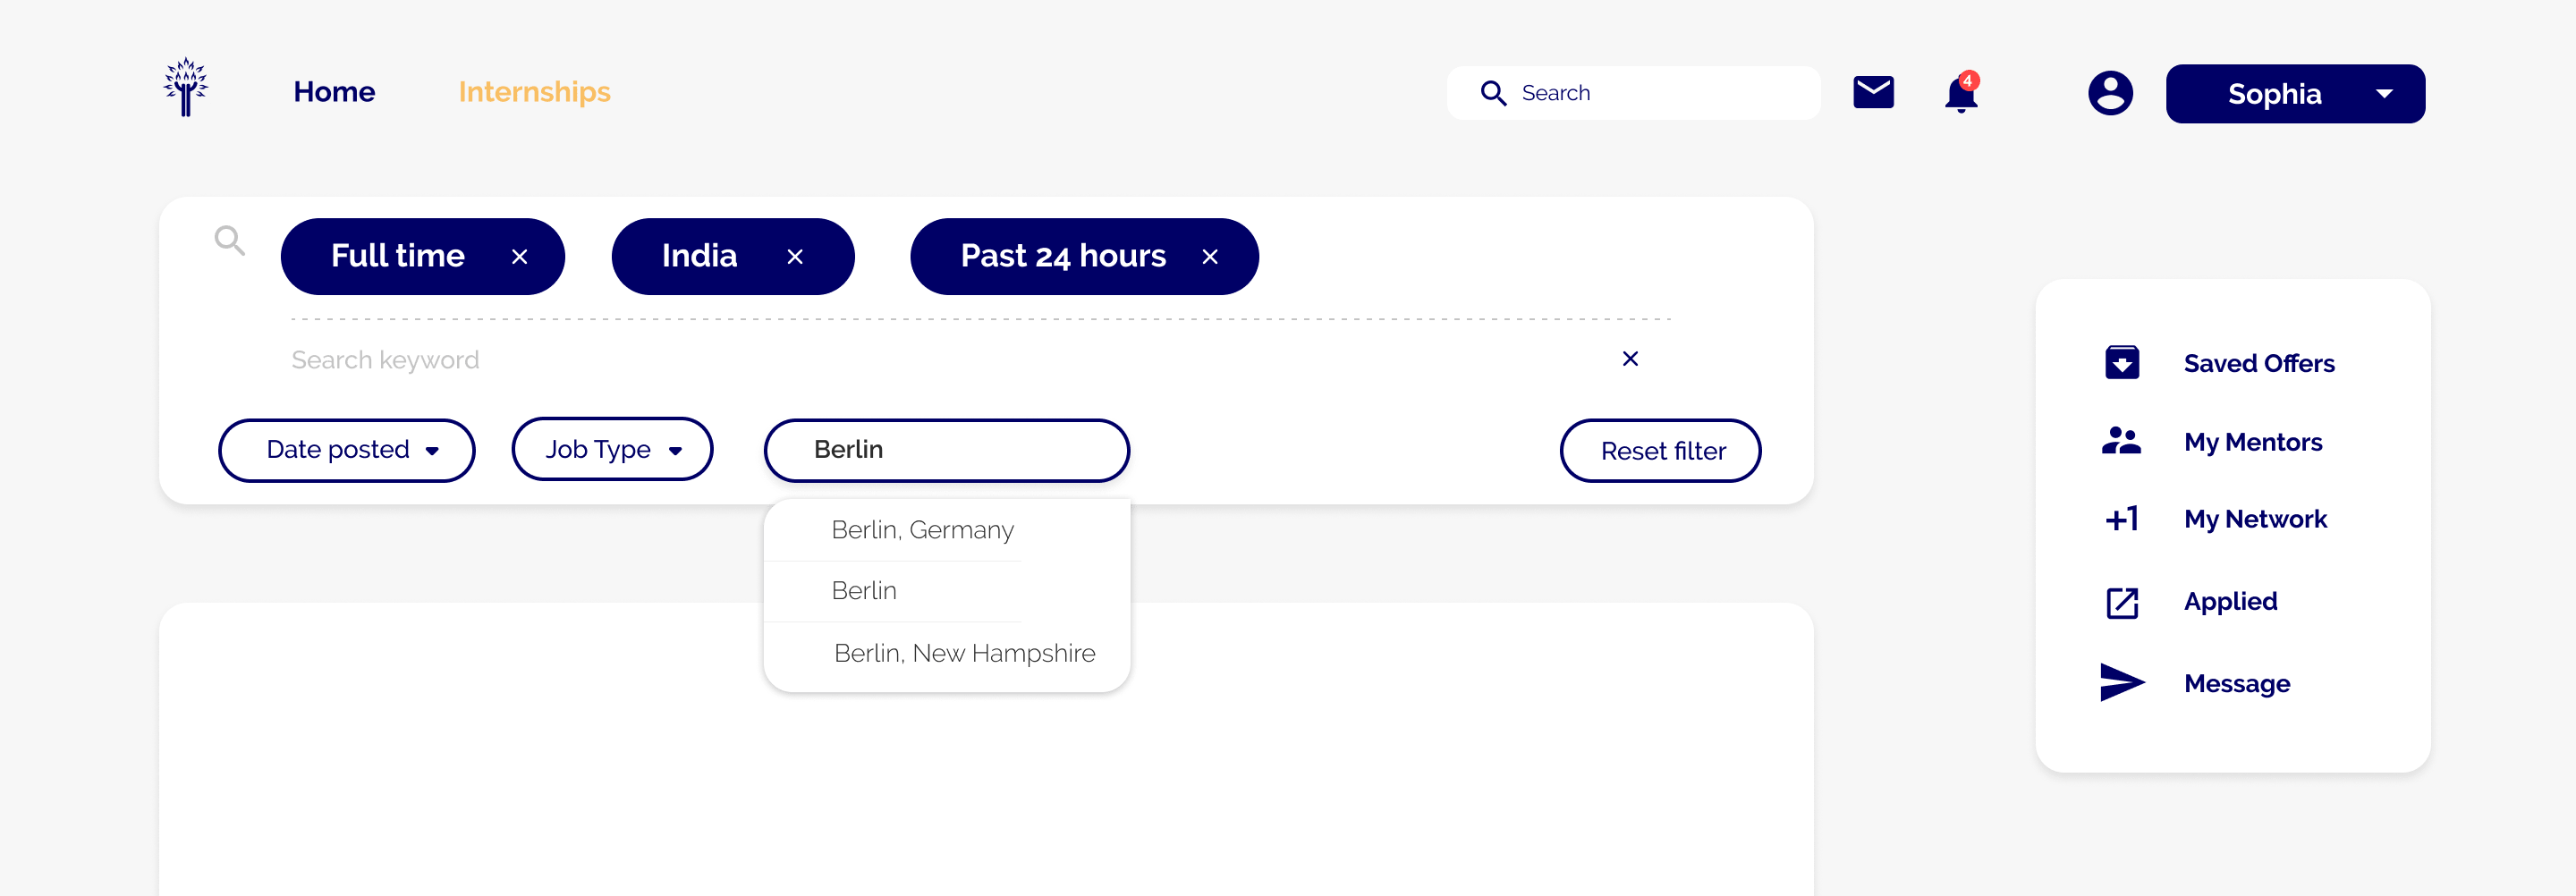 Home
Internships
Search
4
Sophia
Full time
India
Past 24 hours
Search keyword
Date posted
Job Type
Berlin
Reset filter
Berlin, Germany
Berlin
Berlin, New Hampshire
Saved Offers
My Mentors
+1 My Network
Applied
Message